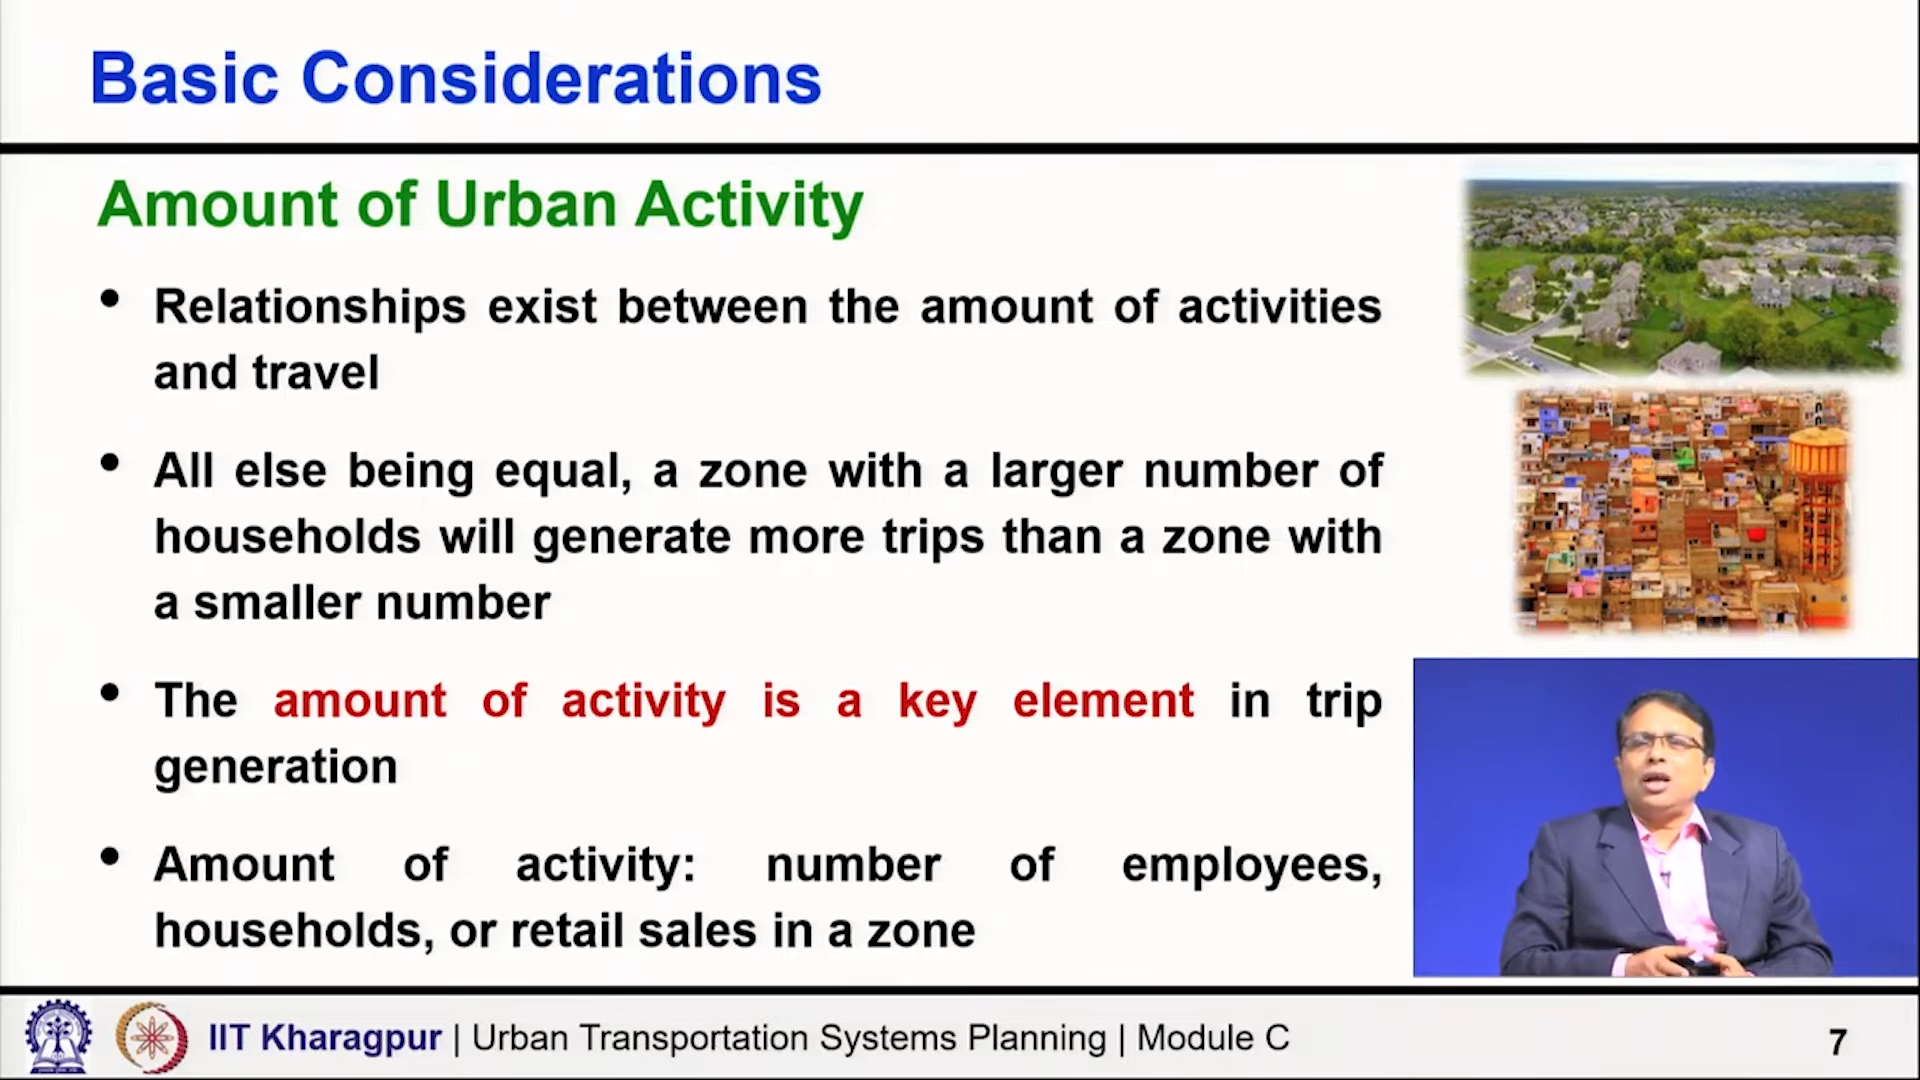 Basic Considerations
Amount of Urban Activity
• Relationships exist between the amount of activities
and travel
• All else being equal, a zone with a larger number of
households will generate more trips than a zone with
a smaller number
• The amount of activity is a key element in trip
generation
• Amount of activity: number of employees,
households, or retail sales in a zone
IIT Kharagpur | Urban Transportation Systems Planning | Module C
7